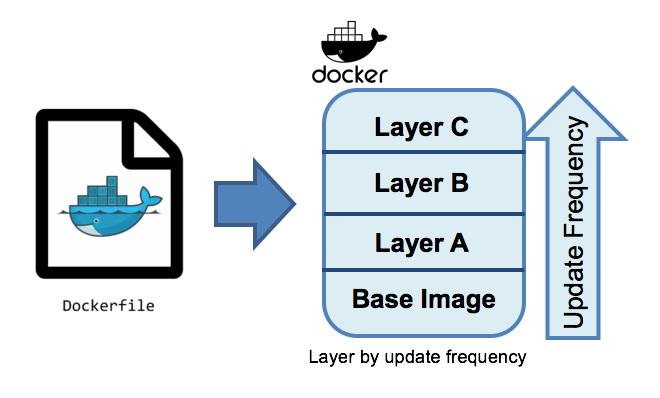 docker
Layer C
Layer B
Layer A
Base Image
Update Frequency
Dockerfile
Layer by update frequency